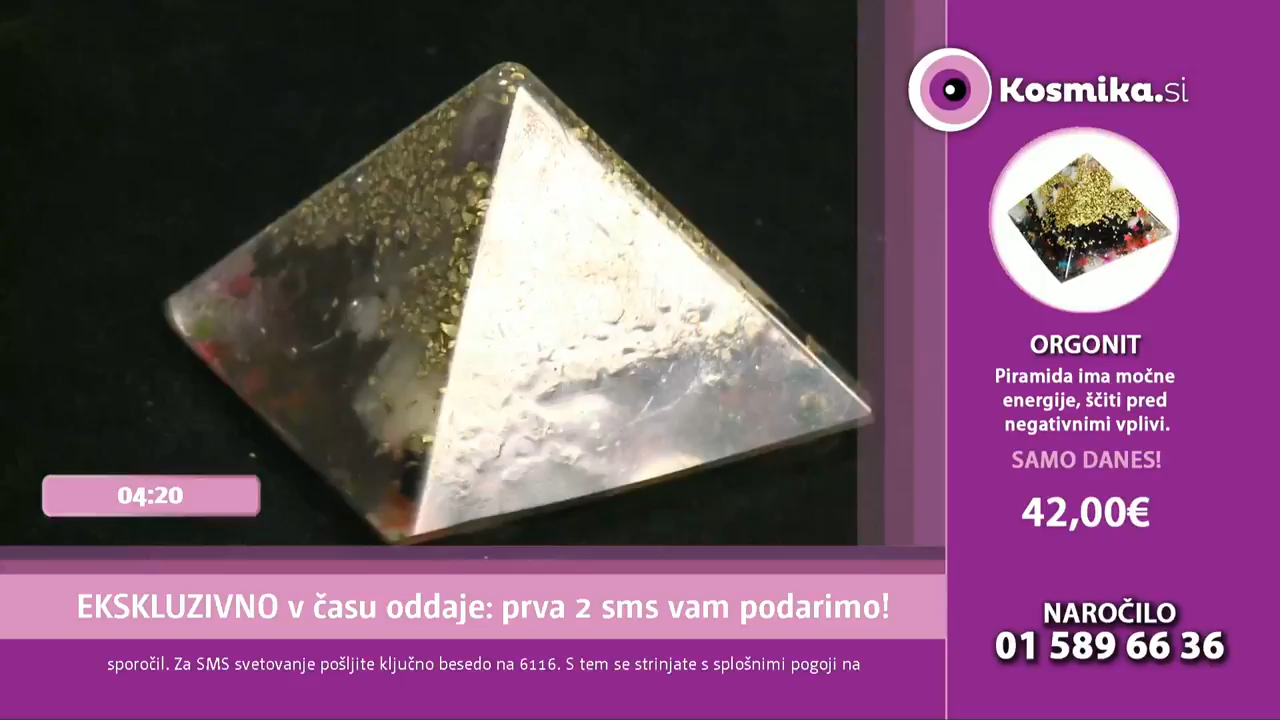 Kosmika.si
ORGONIT
Piramida ima močne
energije, ščiti pred
negativnimi vplivi.
SAMO DANES!
42,00€
04:20
EKSKLUZIVNO v času oddaje: prva 2 sms vam podarimo!
NAROČILO
01 589 66 36
sporočil. Za SMS svetovanje pošljite ključno besedo na 6116. S tem se strinjate s splošnimi pogoji na